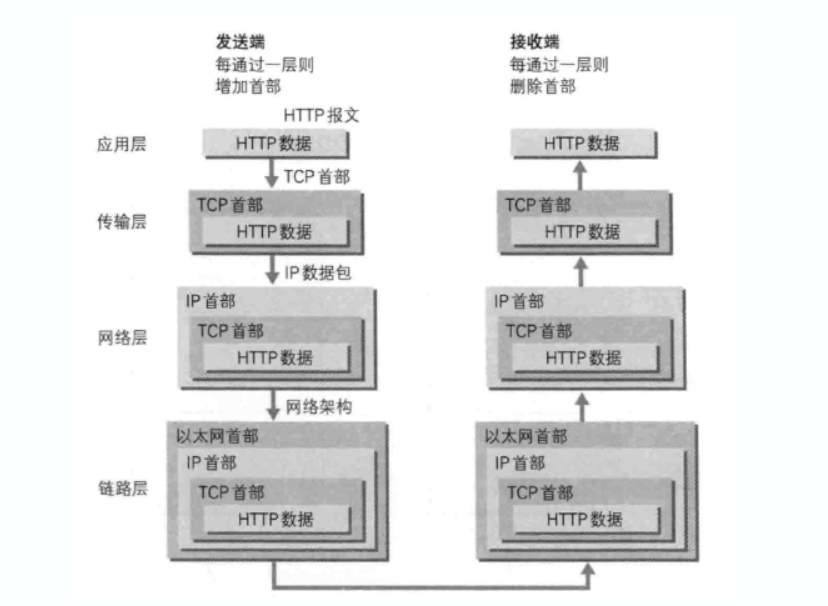 发送端
每通过一层则
增加首部
接收端
每通过一层则
删除首部
HTTP 报文
应用层
HTTP 数据
HTTP 数据
TCP 首部
传输层
TCP 首部
HTTP 数据
TCP 首部
HTTP 数据
IP 数据包
网络层
IP 首部
TCP 首部
HTTP 数据
IP 首部
TCP 首部
HTTP 数据
网络架构
链路层
以太网首部
IP 首部
TCP 首部
HTTP 数据
以太网首部
IP 首部
TCP 首部
HTTP 数据